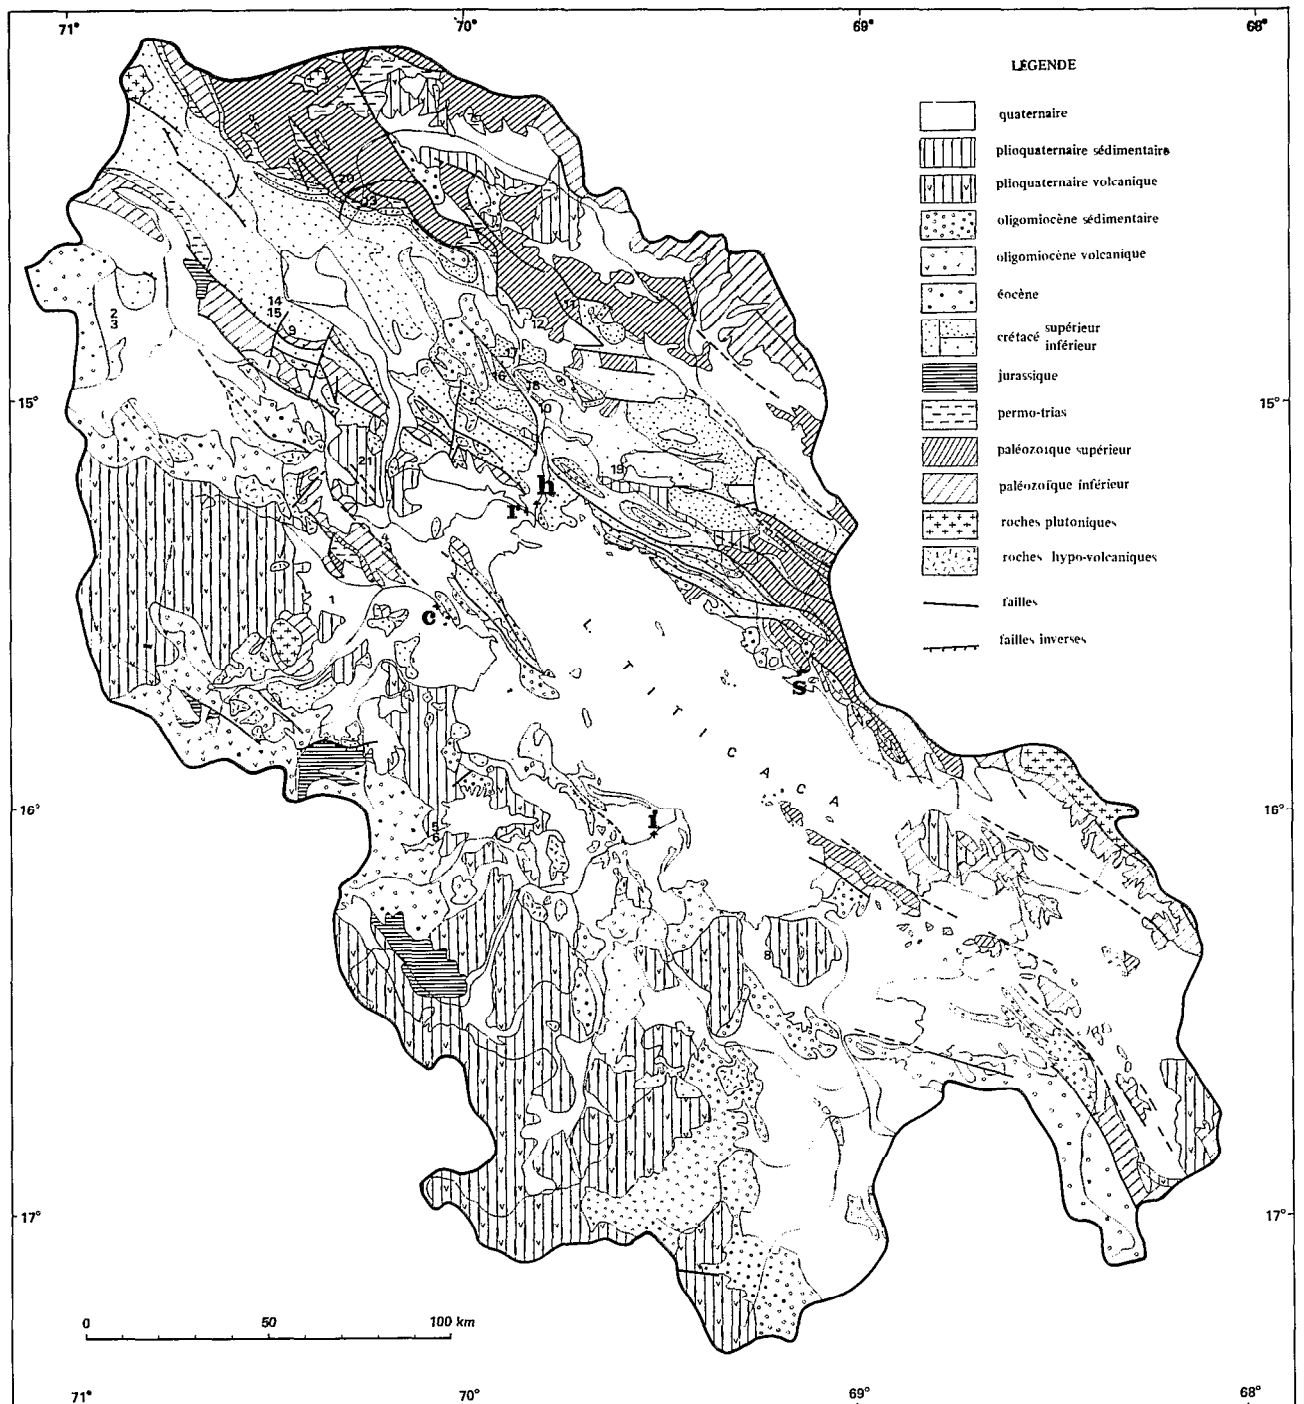 71° 70° 69° 68°
LÉGENDE
quaternaire
plioquaternaire sédimentaire
plioquaternaire volcanique
oligomiocène sédimentaire
oligomiocène volcanique
éocène
crétacé supérieur
inférieur
jurassique
permo-trias
paléozoïque supérieur
paléozoïque inférieur
roches plutoniques
roches hypo-volcaniques
failles
failles inverses
20
13
14
15
9
2
3
11
12
17
16
18
10
15° 15°
21
19
h
r
4
1
c
s
L. TITICACA
16° 16°
5
6
i
8
17° 17°
0 50 100 km
71° 70° 69° 68°